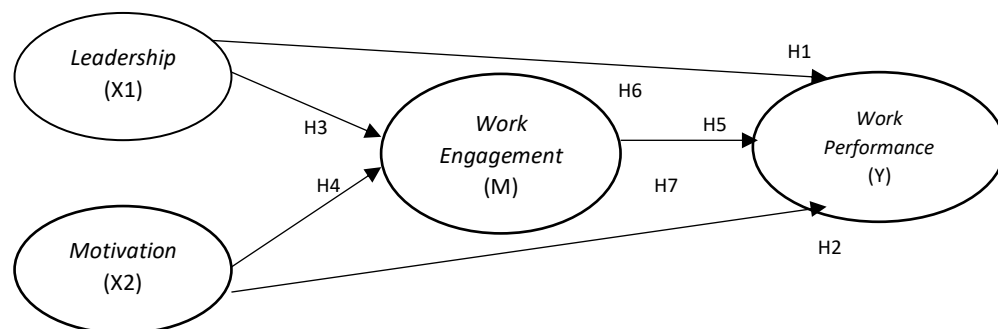 Leadership
(X1)
H1
H6
H3
Work
Engagement
(M)
H5
Work
Performance
(Y)
H4
H7
Motivation
(X2)
H2